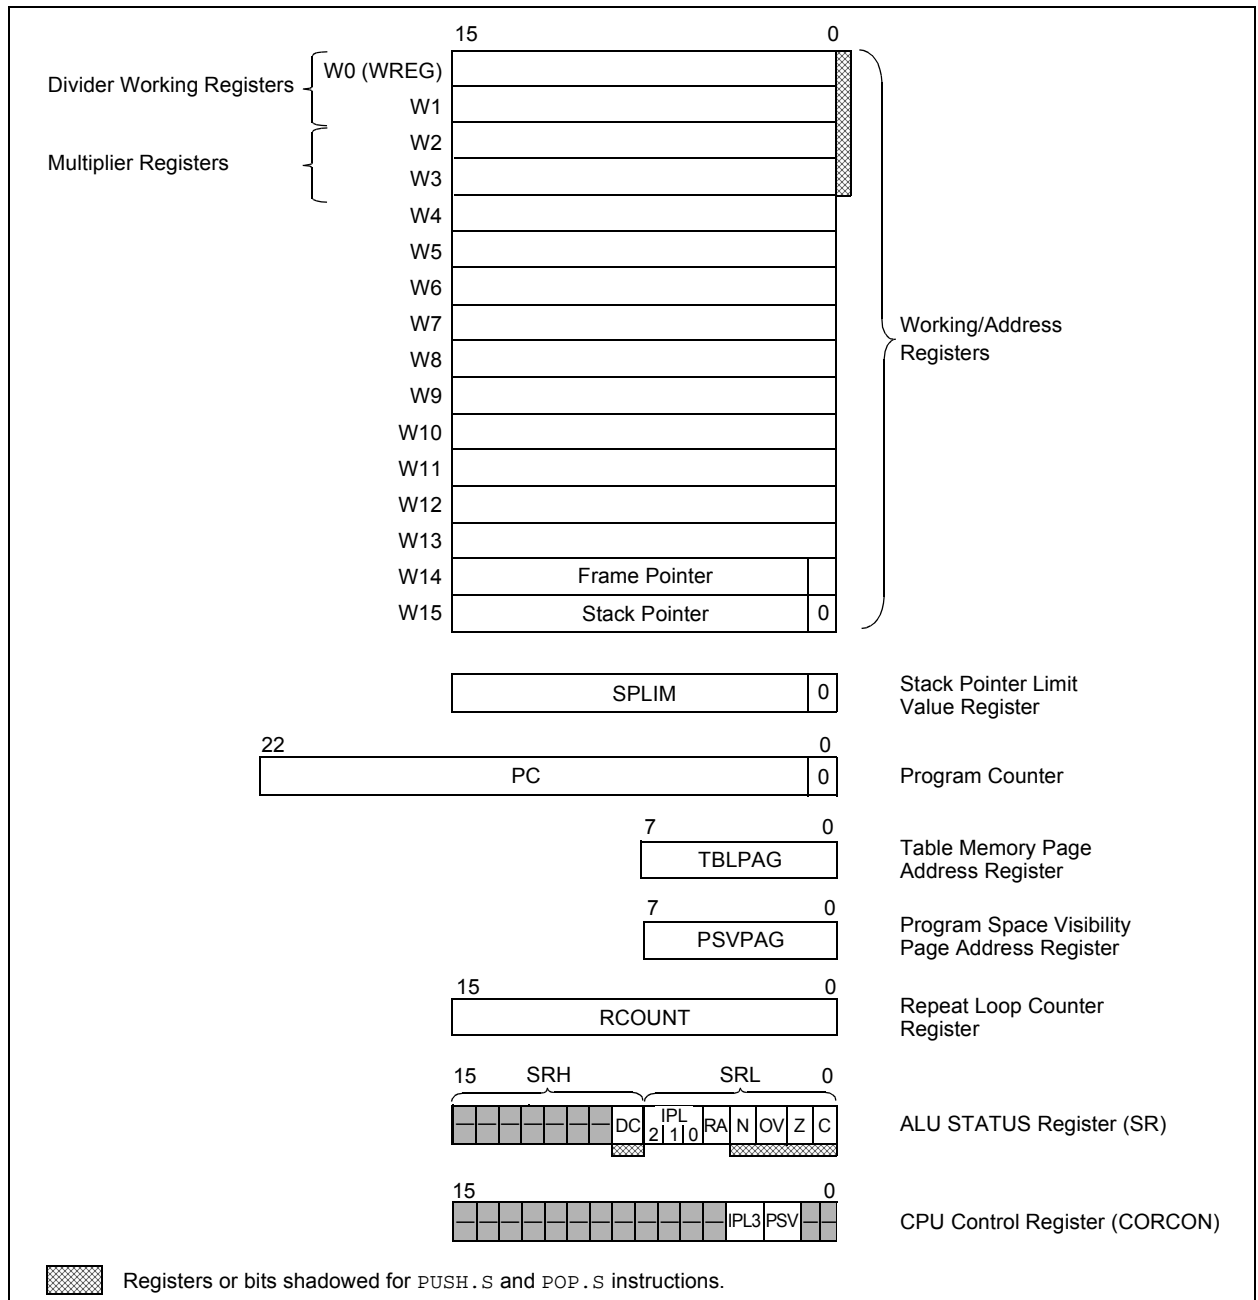 15 0
W0 (WREG)
Divider Working Registers
W1
W2
Multiplier Registers
W3
W4
W5
W6
W7
Working/Address
Registers
W8
W9
W10
W11
W12
W13
W14 Frame Pointer
W15 Stack Pointer 0
SPLIM 0
Stack Pointer Limit
Value Register
22 0
PC 0 Program Counter
7 0
TBLPAG
Table Memory Page
Address Register
7 0
PSVPAG
Program Space Visibility
Page Address Register
15 0
RCOUNT
Repeat Loop Counter
Register
15 SRH SRL 0
— — — — — — — DC IPL 2 1 0 RA N OV Z C ALU STATUS Register (SR)
15 0
— — — — — — — — — — — — IPL3 PSV — — CPU Control Register (CORCON)
Registers or bits shadowed for PUSH.S and POP.S instructions.